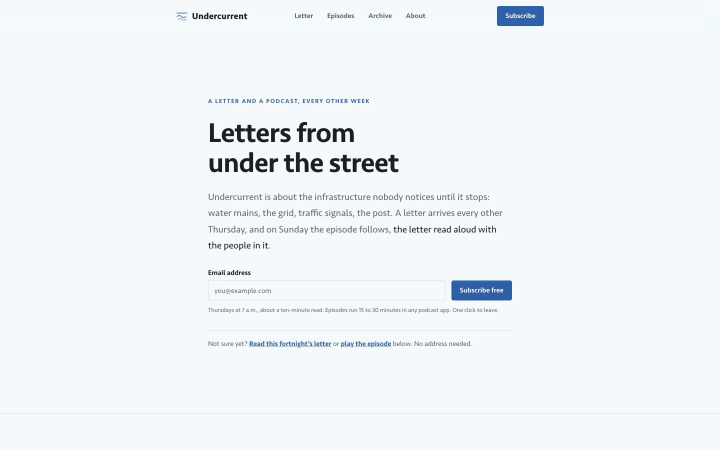 Undercurrent
Letter Episodes Archive About
Subscribe
A LETTER AND A PODCAST, EVERY OTHER WEEK
Letters from
under the street
Undercurrent is about the infrastructure nobody notices until it stops:
water mains, the grid, traffic signals, the post. A letter arrives every other
Thursday, and on Sunday the episode follows, the letter read aloud with
the people in it.
Email address
you@example.com
Subscribe free
Thursdays at 7 a.m., about a ten-minute read. Episodes run 15 to 30 minutes in any podcast app. One click to leave.
Not sure yet? Read this fortnight's letter or play the episode below. No address needed.